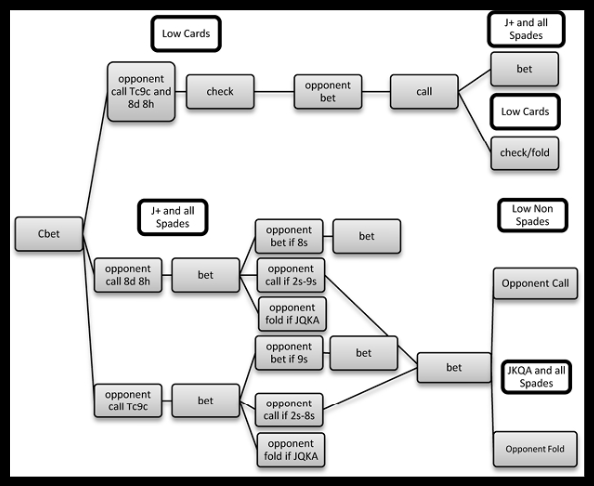 Low Cards
J+ and all
Spades
opponent
call Tc9c and
8d 8h
check
opponent
bet
call
bet
Low Cards
check/fold
J+ and all
Spades
Low Non
Spades
Cbet
opponent
bet if 8s
bet
opponent
call 8d 8h
bet
opponent
call if 2s-9s
Opponent Call
opponent
fold if JQKA
opponent
bet if 9s
bet
bet
JKQA and all
Spades
opponent
call Tc9c
bet
opponent
call if 2s-8s
opponent
fold if JQKA
Opponent Fold